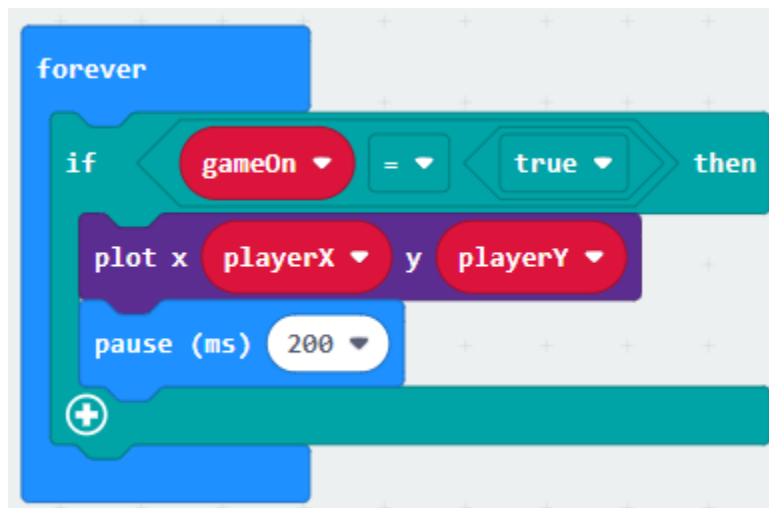 forever
if gameOn = true then
plot x playerX y playerY
pause (ms) 200